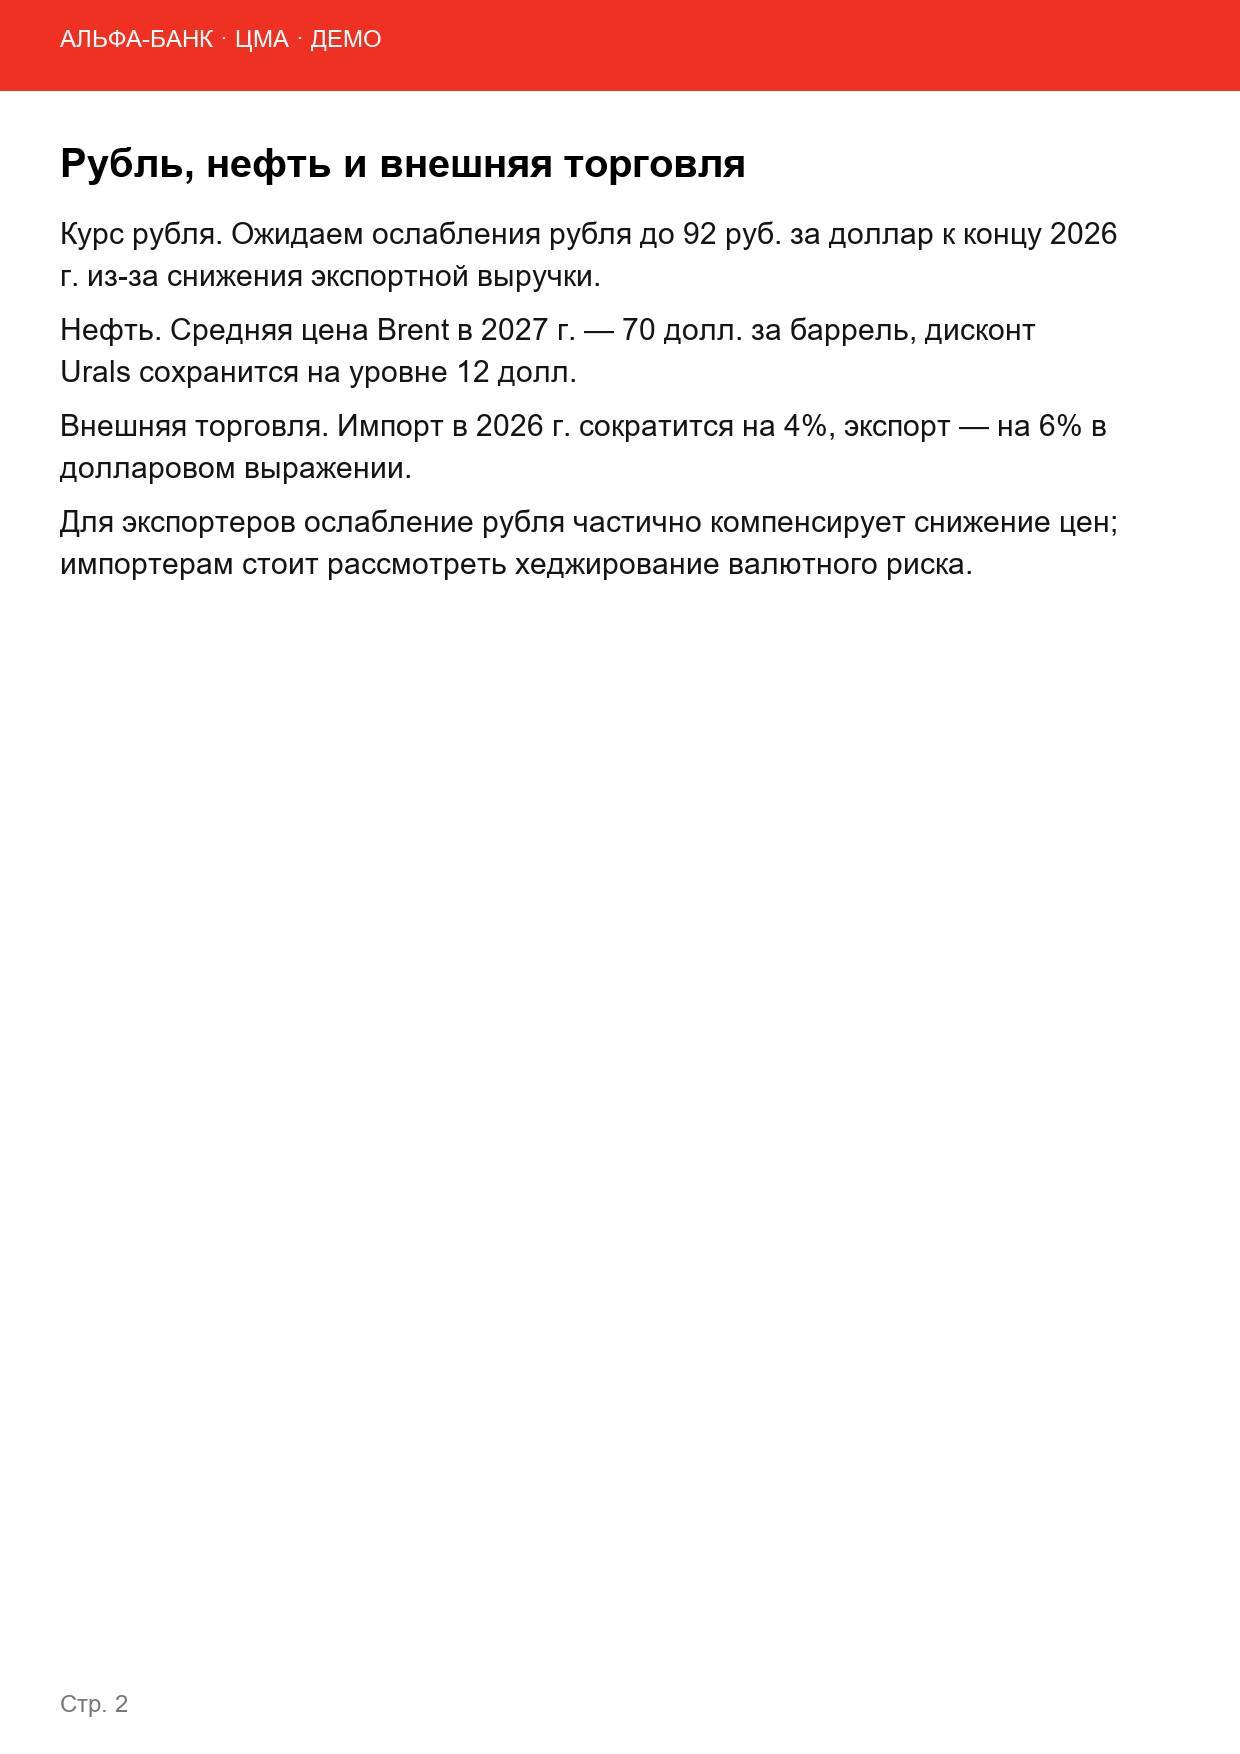 АЛЬФА-БАНК · ЦМА · ДЕМО
Рубль, нефть и внешняя торговля
Курс рубля. Ожидаем ослабления рубля до 92 руб. за доллар к концу 2026
г. из-за снижения экспортной выручки.
Нефть. Средняя цена Brent в 2027 г. — 70 долл. за баррель, дисконт
Urals сохранится на уровне 12 долл.
Внешняя торговля. Импорт в 2026 г. сократится на 4%, экспорт — на 6% в
долларовом выражении.
Для экспортеров ослабление рубля частично компенсирует снижение цен;
импортерам стоит рассмотреть хеджирование валютного риска.
Стр. 2